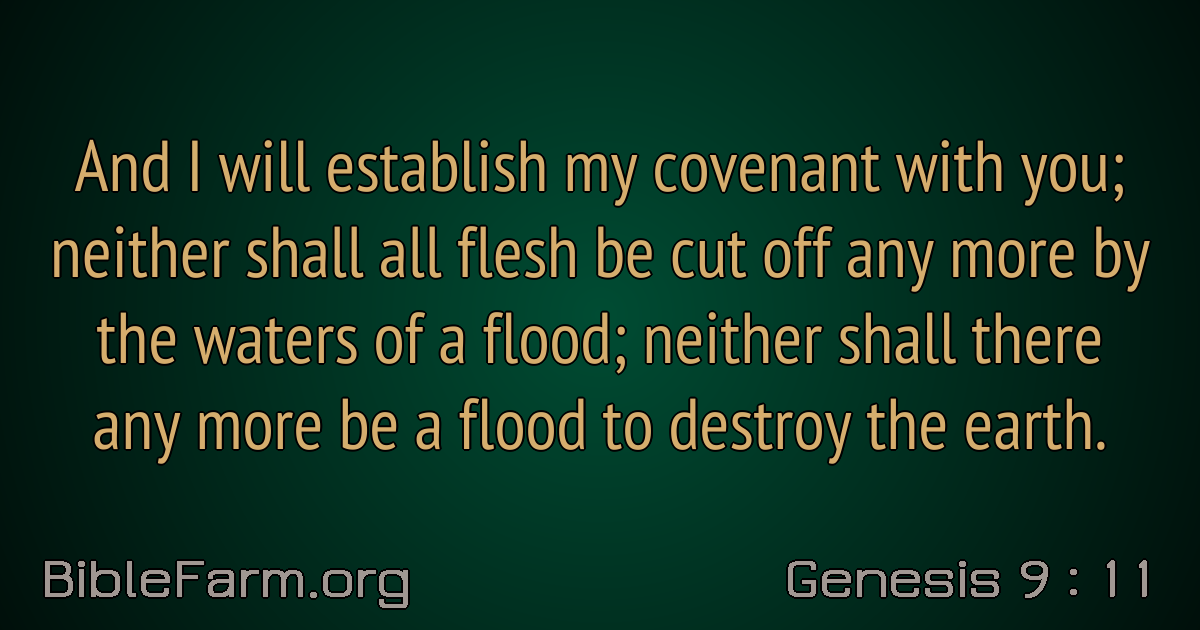 And I will establish my covenant with you;
neither shall all flesh be cut off any more by
the waters of a flood; neither shall there
any more be a flood to destroy the earth.
BibleFarm.org
Genesis 9 : 11